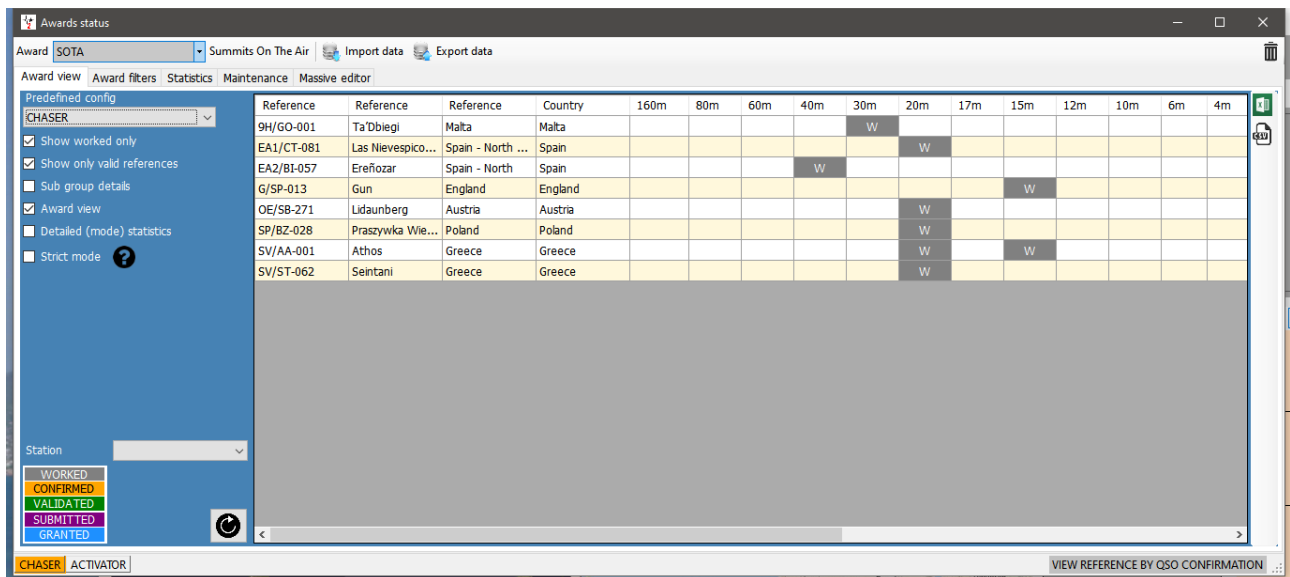 Awards status
Award SOTA Summits On The Air Import data Export data
Award view Award filters Statistics Maintenance Massive editor
Predefined config
CHASER
Show worked only
Show only valid references
Sub group details
Award view
Detailed (mode) statistics
Strict mode ?
Reference Reference Reference Country 160m 80m 60m 40m 30m 20m 17m 15m 12m 10m 6m 4m
9H/GO-001 Ta'Dbiegi Malta Malta W
EA1/CT-081 Las Nievespico... Spain - North ... Spain W
EA2/BI-057 Ereñozar Spain - North Spain W
G/SP-013 Gun England England W
OE/SB-271 Lidaunberg Austria Austria W
SP/BZ-028 Praszywka Wie... Poland Poland W
SV/AA-001 Athos Greece Greece W W
SV/ST-062 Seintani Greece Greece W
CSV
Station
WORKED
CONFIRMED
VALIDATED
SUBMITTED
GRANTED
CHASER ACTIVATOR VIEW REFERENCE BY QSO CONFIRMATION